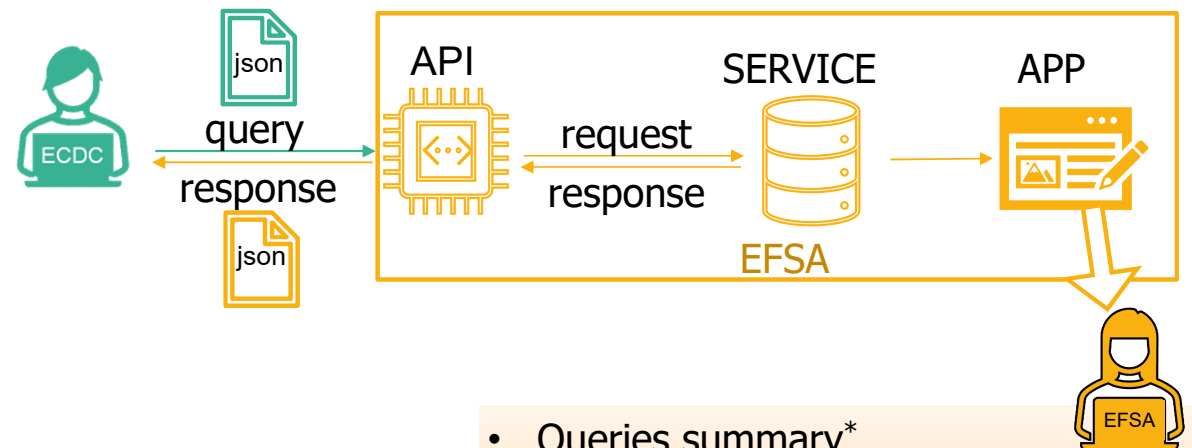 json
API
SERVICE
APP
query
request
ECDC
response
response
json
EFSA
EFSA
• Queries summary*